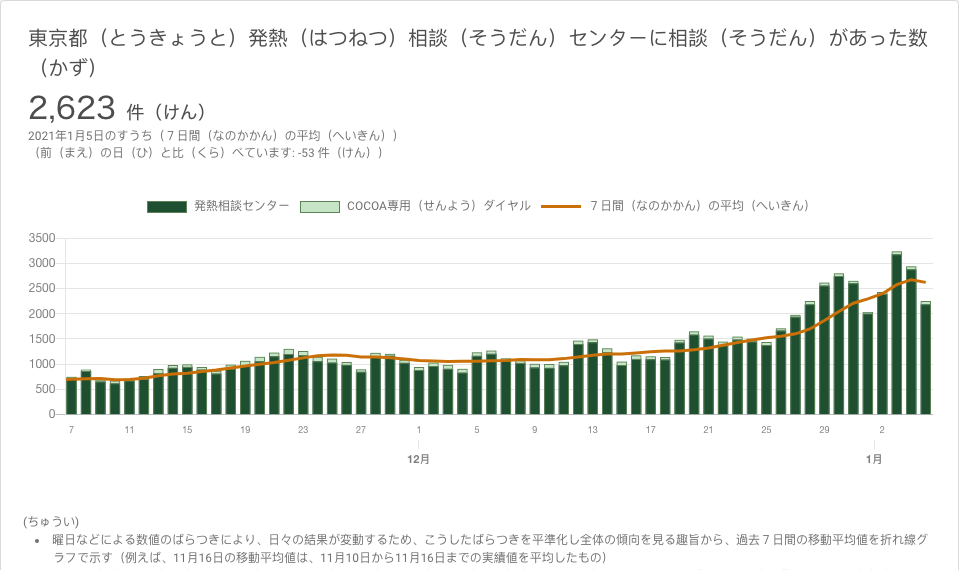 東京都（とうきょうと）発熱（はつねつ）相談（そうだん）センターに相談（そうだん）があった数
（かず）
2,623 件（けん）
2021年1月5日のすうち（７日間（なのかかん）の平均（へいきん））
（前（まえ）の日（ひ）と比（くら）べています: -53 件（けん））
発熱相談センター COCOA専用（せんよう）ダイヤル ７日間（なのかかん）の平均（へいきん）
3500
3000
2500
2000
1500
1000
500
0
7 11 15 19 23 27 1 5 9 13 17 21 25 29 2
12月 1月
(ちゅうい)
• 曜日などによる数値のばらつきにより、日々の結果が変動するため、こうしたばらつきを平準化し全体の傾向を見る趣旨から、過去７日間の移動平均値を折れ線グ
ラフで示す（例えば、11月16日の移動平均値は、11月10日から11月16日までの実績値を平均したもの）